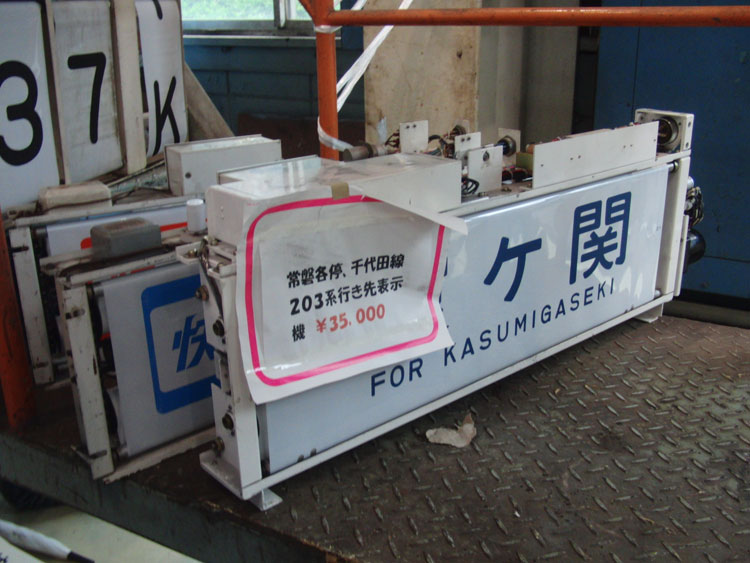 37
K
常磐各停、千代田線
203系行き先表示
機 ¥35,000
ケ関
FOR KASUMIGASEKI